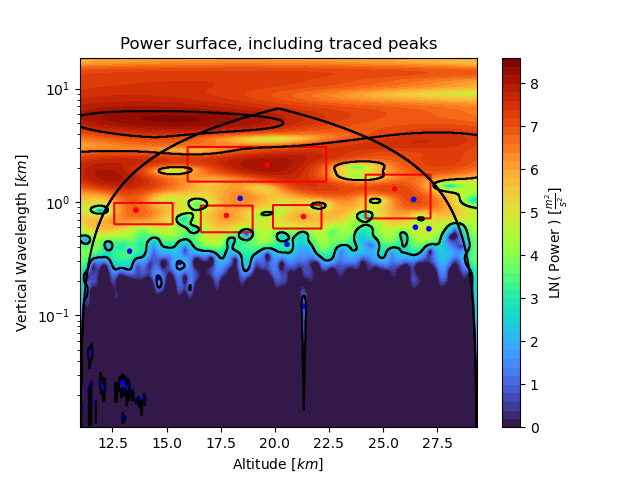 Power surface, including traced peaks
Vertical Wavelength [km]
10¹
10⁰
10⁻¹
12.5 15.0 17.5 20.0 22.5 25.0 27.5
Altitude [km]
8
7
6
5
4
3
2
1
0
LN( Power ) [m²/s²]